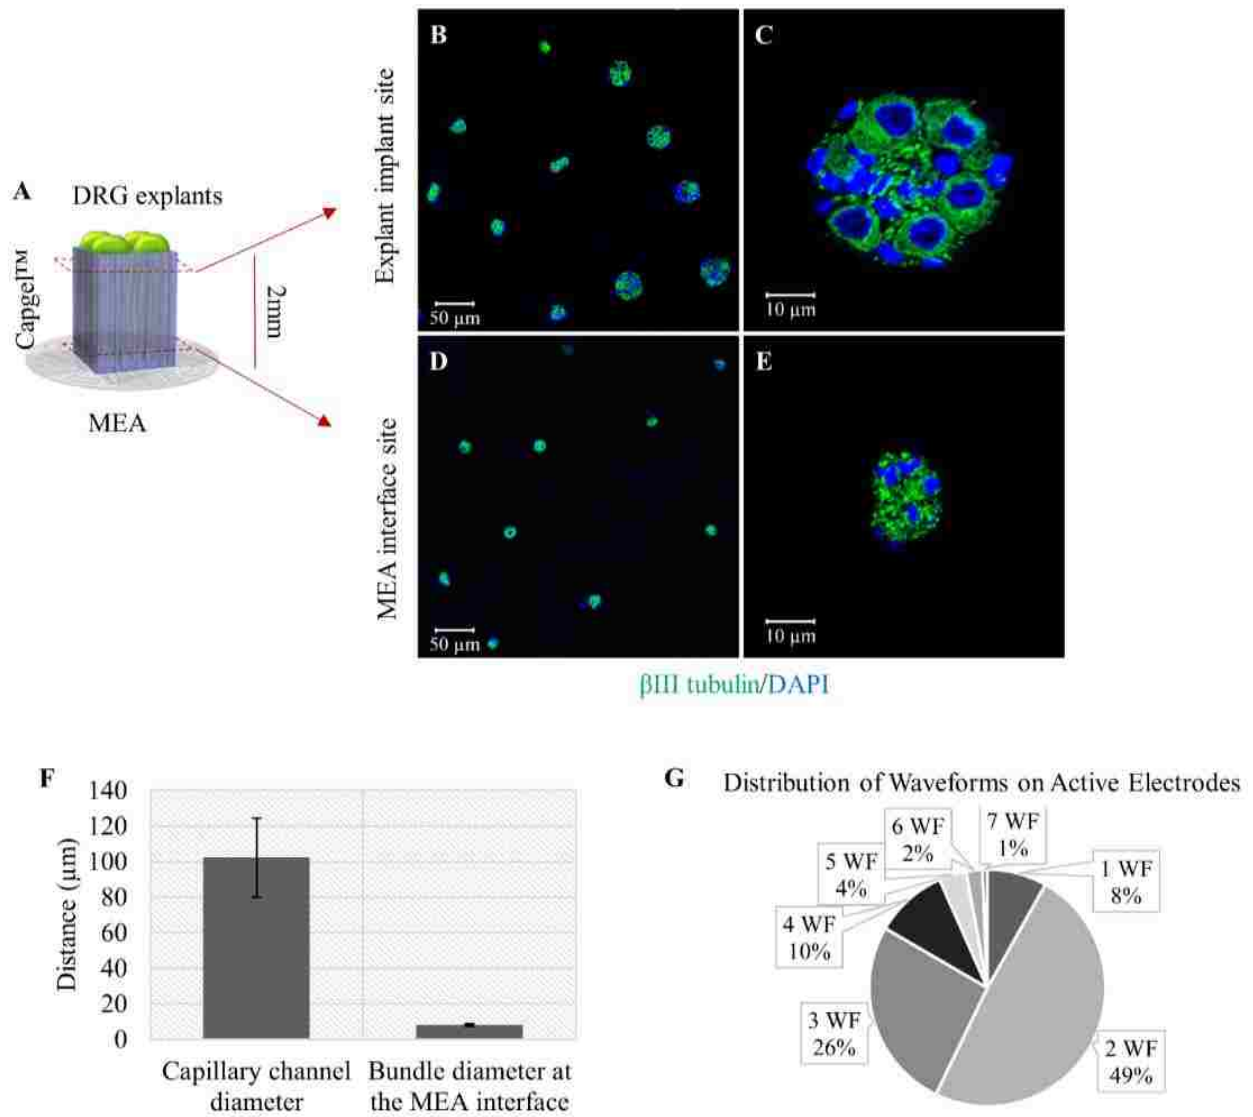 A
DRG explants
Capgel™
2mm
MEA
Explant implant site
B
50 µm
C
10 µm
MEA interface site
D
50 µm
E
10 µm
βIII tubulin/DAPI
F
Distance (µm)
140
120
100
80
60
40
20
0
Capillary channel
diameter
Bundle diameter at
the MEA interface
G
Distribution of Waveforms on Active Electrodes
6 WF
2%
7 WF
1%
5 WF
4%
1 WF
8%
4 WF
10%
3 WF
26%
2 WF
49%